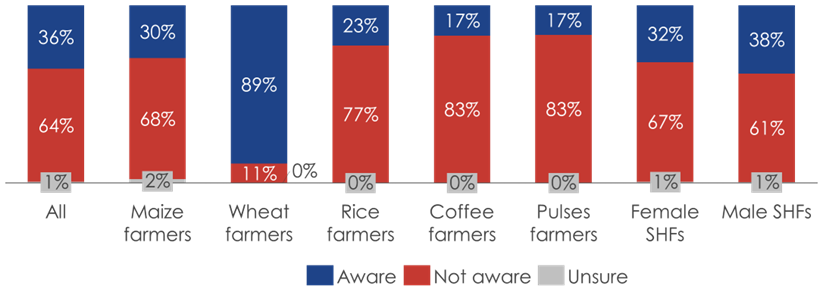 36% 30% 89% 23% 17% 17% 32% 38%
64% 68% 11% 77% 83% 83% 67% 61%
1% 2% 0% 0% 0% 0% 1% 1%
All Maize Wheat Rice Coffee Pulses Female Male SHFs
farmers farmers farmers farmers farmers SHFs
Aware Not aware Unsure